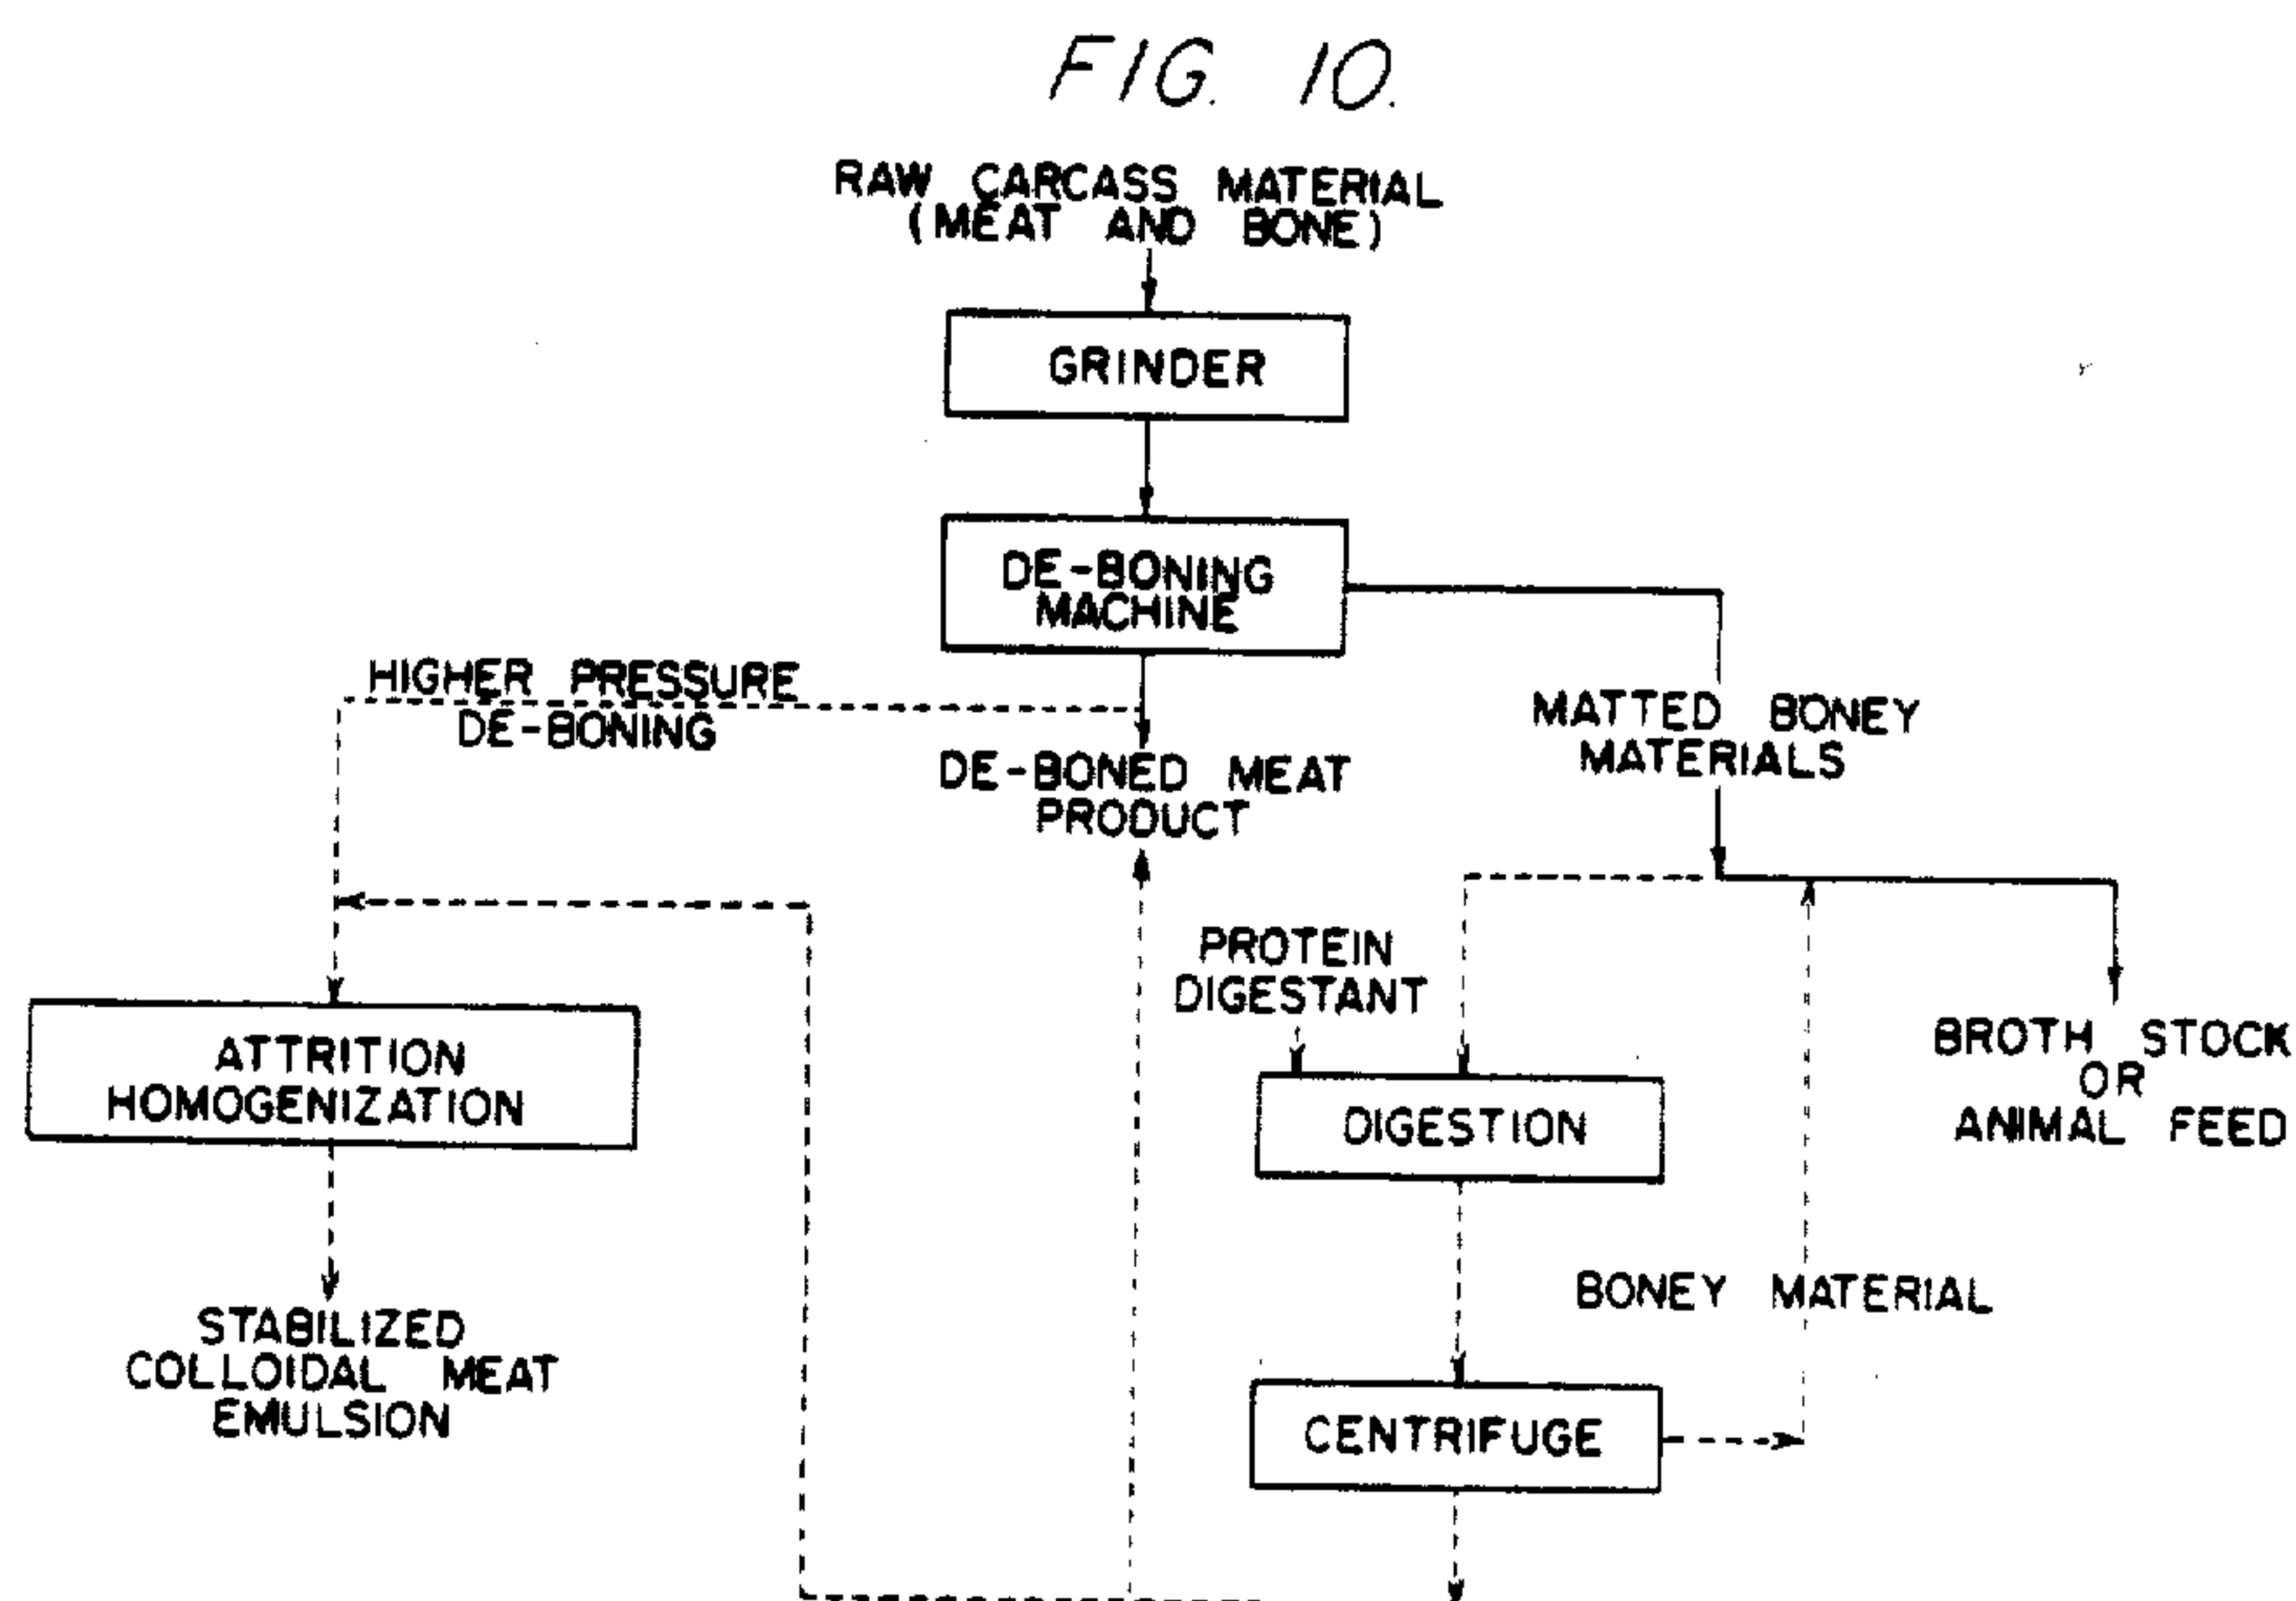 FIG. 10.
RAW CARCASS MATERIAL
(MEAT AND BONE)
GRINDER
DE-BONING
MACHINE
HIGHER PRESSURE
DE-BONING
DE-BONED MEAT
PRODUCT
MATTED BONEY
MATERIALS
PROTEIN
DIGESTANT
ATTRITION
HOMOGENIZATION
DIGESTION
BROTH STOCK
OR
ANIMAL FEED
BONEY MATERIAL
STABILIZED
COLLOIDAL MEAT
EMULSION
CENTRIFUGE